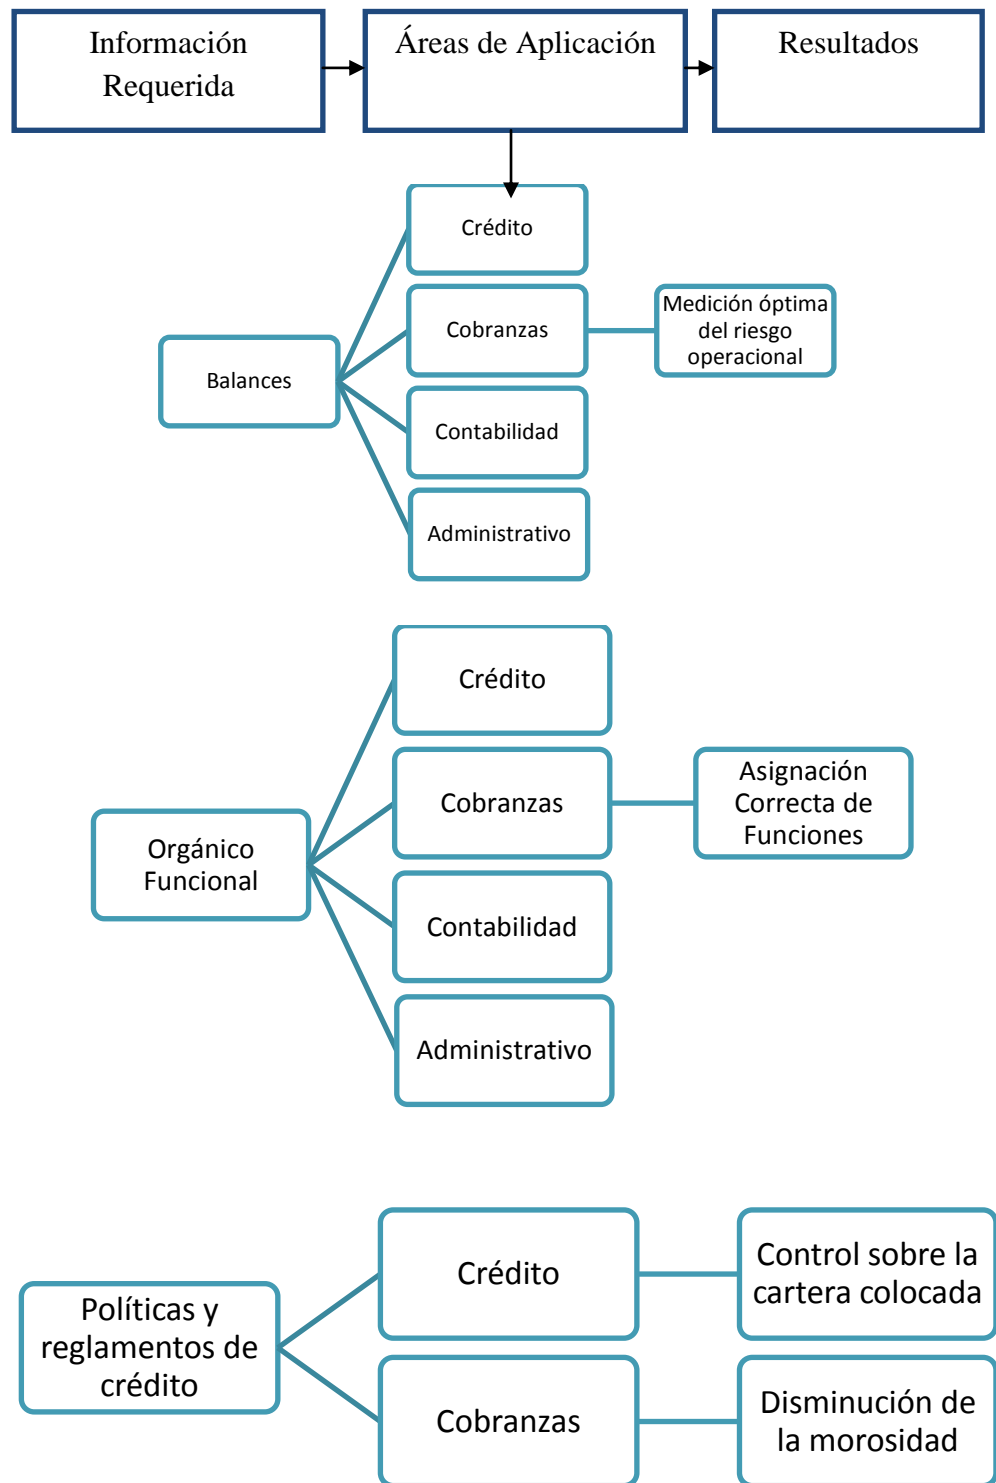 Información
Requerida
Áreas de Aplicación
Resultados
Crédito
Cobranzas
Medición óptima
del riesgo
operacional
Balances
Contabilidad
Administrativo
Crédito
Cobranzas
Asignación
Correcta de
Funciones
Orgánico
Funcional
Contabilidad
Administrativo
Crédito
Control sobre la
cartera colocada
Políticas y
reglamentos de
crédito
Cobranzas
Disminución de
la morosidad